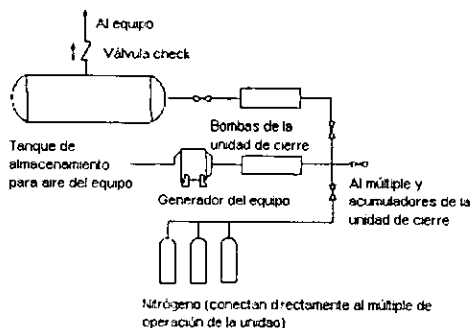 Al equipo
Válvula check
Bombas de la
unidad de cierre
Tanque de
almacenamiento
para aire del equipo
Generador del equipo
Al múltiple y
acumuladores de la
unidad de cierre
Nitrógeno (conectan directamente al múltiple de
operación de la unidad)